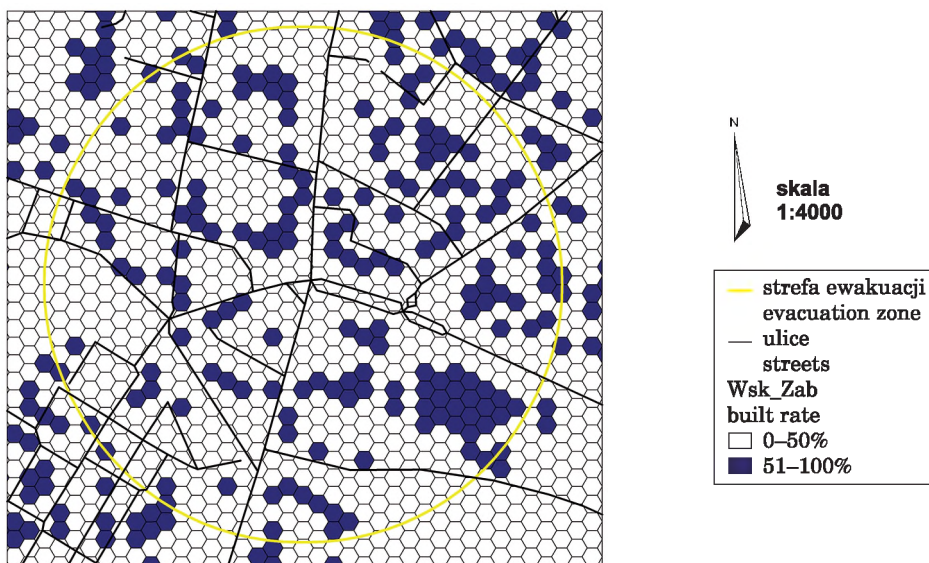 N
skala
1:4000
strefa ewakuacji
evacuation zone
ulice
streets
Wsk_Zab
built rate
0–50%
51–100%